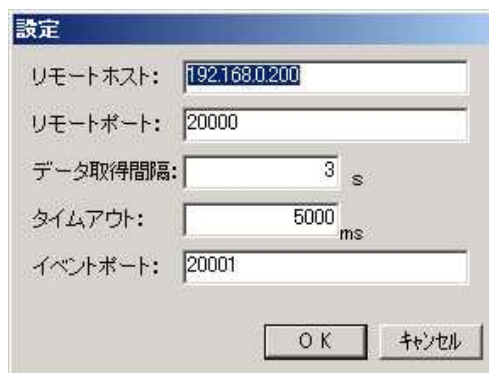 設定
リモートホスト: 192.168.0.200
リモートポート: 20000
データ取得間隔: 3 s
タイムアウト: 5000 ms
イベントポート: 20001
OK キャンセル